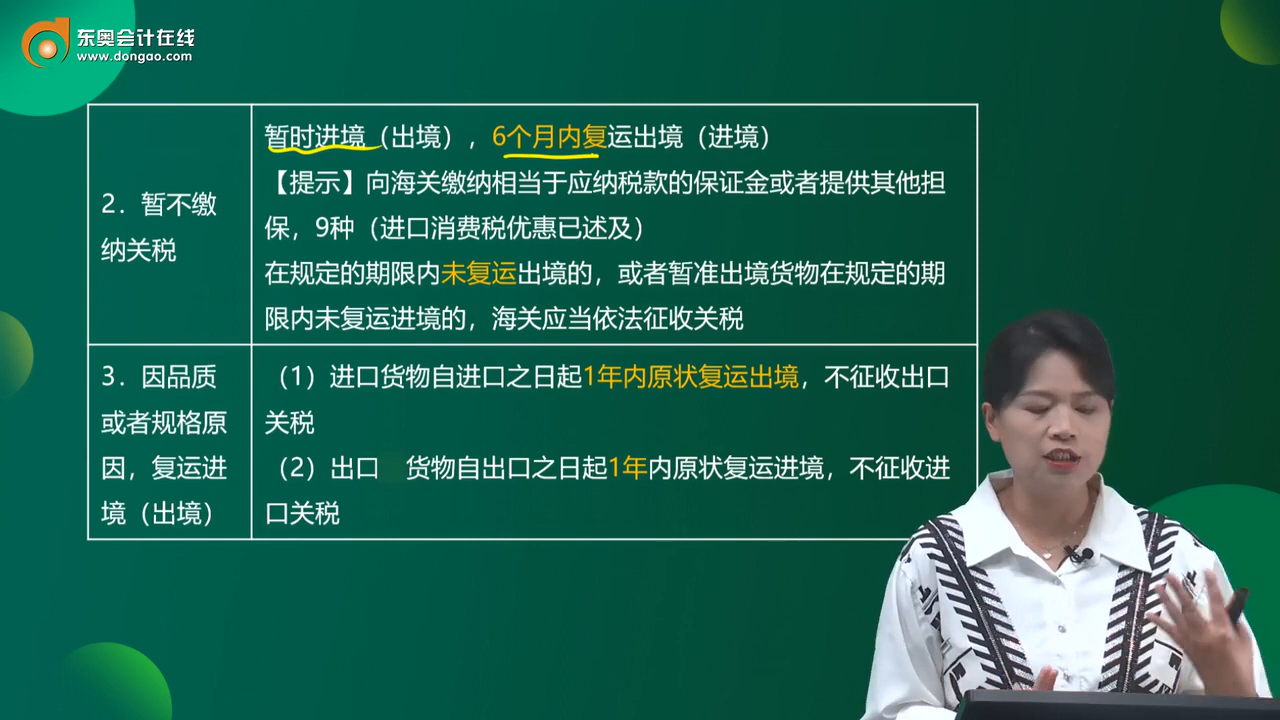 东奥会计在线
www.dongao.com
2．暂不缴
纳关税
暂时进境（出境），6个月内复运出境（进境）
【提示】向海关缴纳相当于应纳税款的保证金或者提供其他担
保，9种（进口消费税优惠已述及）
在规定的期限内未复运出境的，或者暂准出境货物在规定的期
限内未复运进境的，海关应当依法征收关税
3．因品质
或者规格原
因，复运进
境（出境）
（1）进口货物自进口之日起1年内原状复运出境，不征收出口
关税
（2）出口　货物自出口之日起1年内原状复运进境，不征收进
口关税